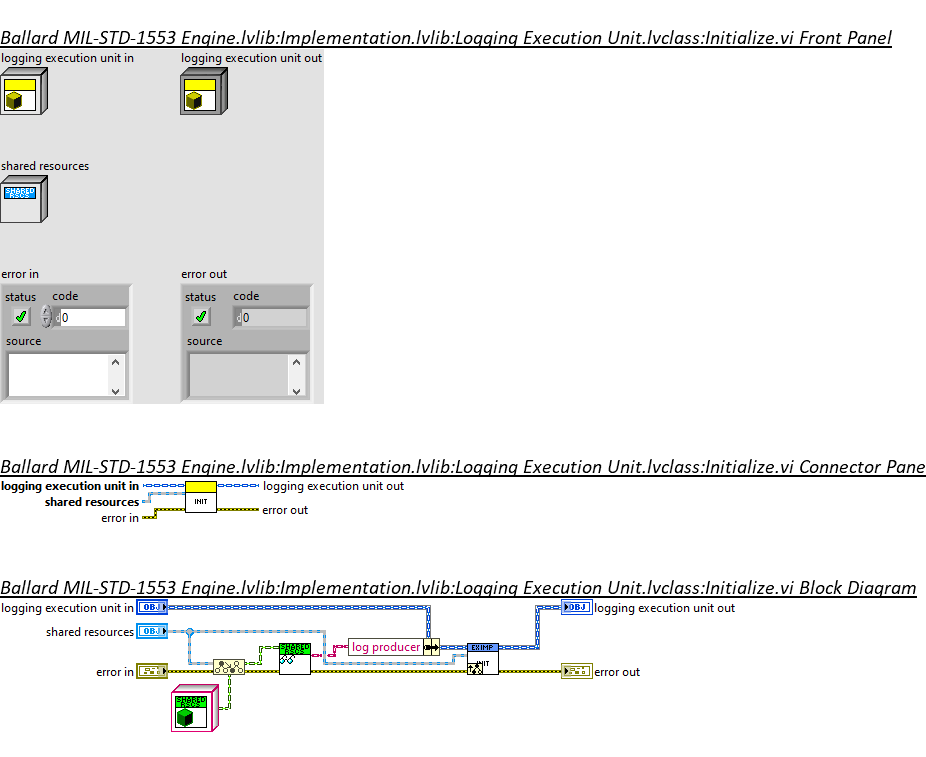 Ballard MIL-STD-1553 Engine.lvlib:Implementation.lvlib:Logging Execution Unit.lvclass:Initialize.vi Front Panel
logging execution unit in
logging execution unit out
shared resources
SHARED
RSCS
error in
error out
status
code
status
code
0
0
source
source
Ballard MIL-STD-1553 Engine.lvlib:Implementation.lvlib:Logging Execution Unit.lvclass:Initialize.vi Connector Pane
logging execution unit in
logging execution unit out
shared resources
INIT
error in
error out
Ballard MIL-STD-1553 Engine.lvlib:Implementation.lvlib:Logging Execution Unit.lvclass:Initialize.vi Block Diagram
logging execution unit in
OBJ
OBJ
logging execution unit out
shared resources
OBJ
SHARED
RSCS
log producer
EXIMP
INIT
error in
error out
SHARED
RSCS